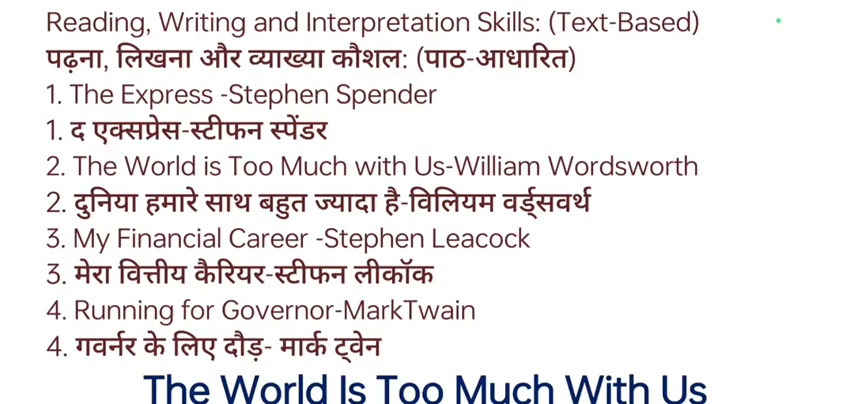 Reading, Writing and Interpretation Skills: (Text-Based)
पढ़ना, लिखना और व्याख्या कौशल: (पाठ-आधारित)
1. The Express -Stephen Spender
1. द एक्सप्रेस-स्टीफन स्पेंडर
2. The World is Too Much with Us-William Wordsworth
2. दुनिया हमारे साथ बहुत ज्यादा है-विलियम वर्ड्सवर्थ
3. My Financial Career -Stephen Leacock
3. मेरा वित्तीय कैरियर-स्टीफन लीकॉक
4. Running for Governor-MarkTwain
4. गवर्नर के लिए दौड़- मार्क ट्वेन
The World Is Too Much With Us